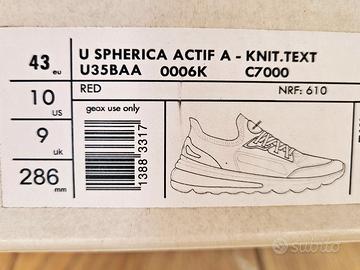 43 eu
10 us
9 uk
286 mm
U SPHERICA ACTIF A - KNIT.TEXT
U35BAA 0006K C7000
RED NRF: 610
geox use only
1388 3317
subito